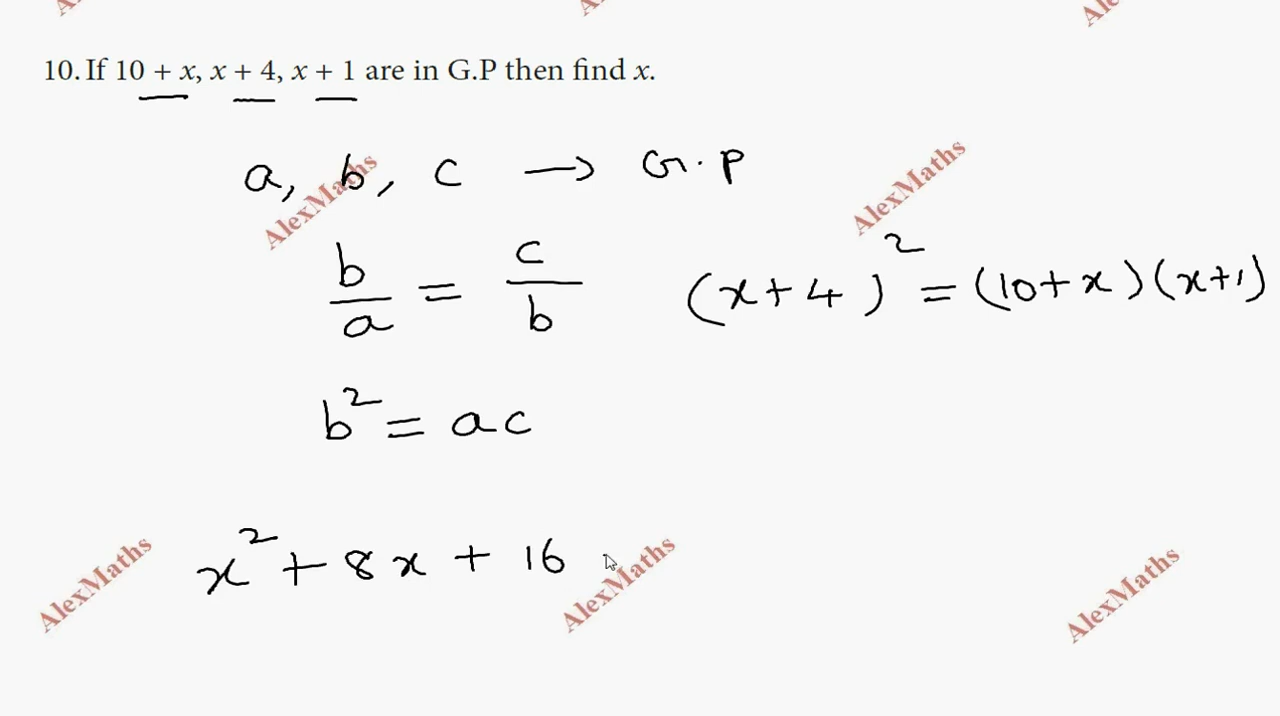 10. If 10 + x, x + 4, x + 1 are in G.P then find x.
a, b, c → G.P
b/a = c/b
(x+4)² = (10+x)(x+1)
b² = ac
x² + 8x + 16
AlexMaths
AlexMaths
AlexMaths
AlexMaths
AlexMaths